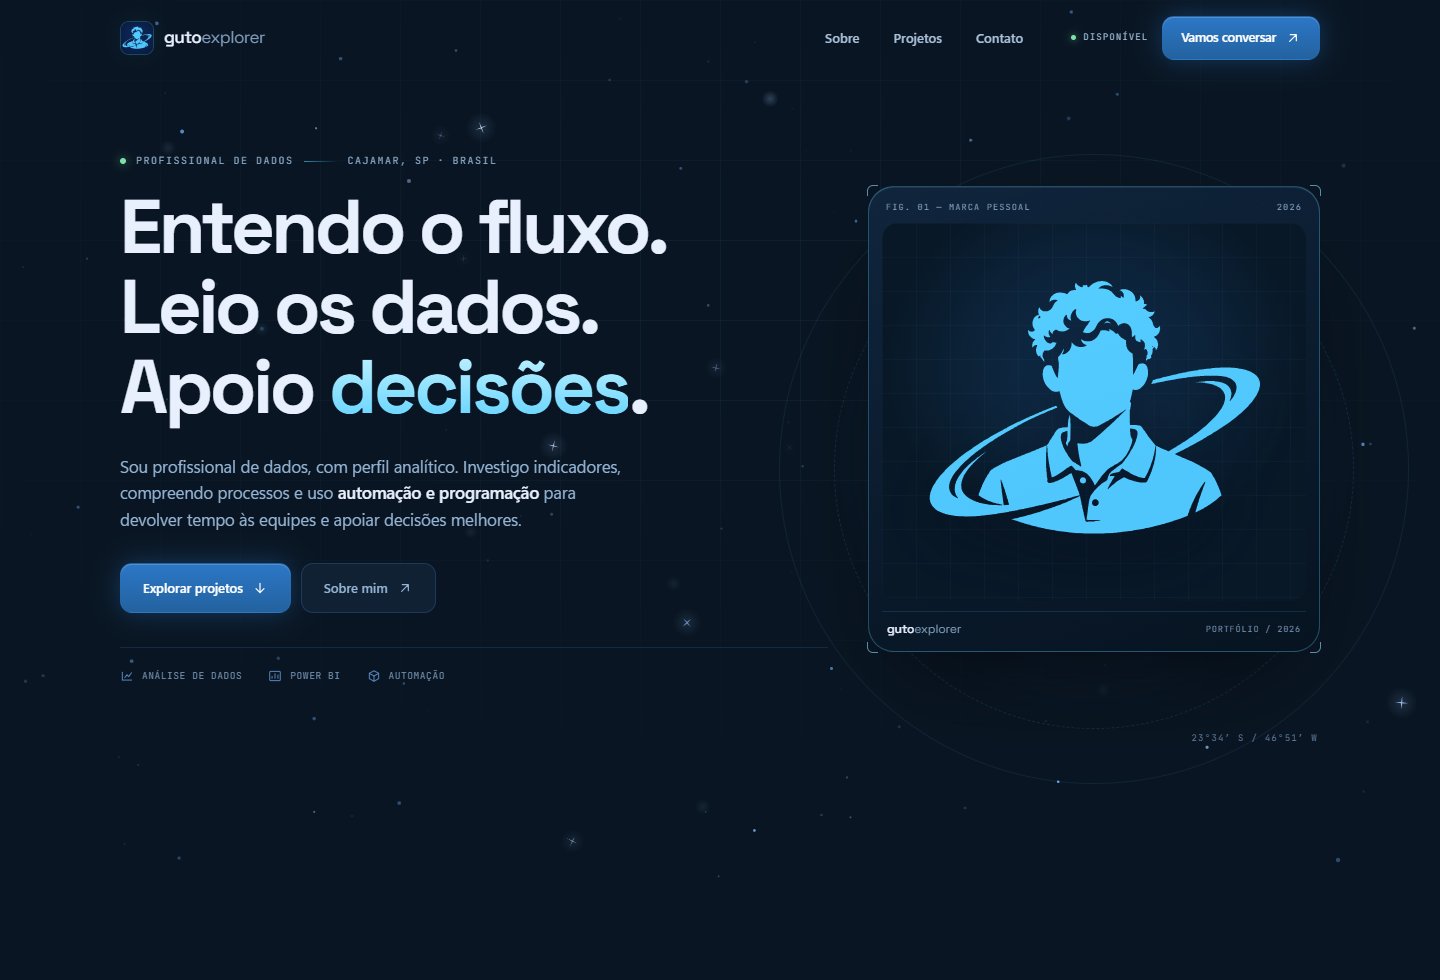 gutoexplorer
Sobre
Projetos
Contato
DISPONÍVEL
Vamos conversar
PROFISSIONAL DE DADOS
CAJAMAR, SP · BRASIL
Entendo o fluxo.
Leio os dados.
Apoio decisões.
Sou profissional de dados, com perfil analítico. Investigo indicadores,
compreendo processos e uso automação e programação para
devolver tempo às equipes e apoiar decisões melhores.
Explorar projetos
Sobre mim
ANÁLISE DE DADOS
POWER BI
AUTOMAÇÃO
FIG. 01 — MARCA PESSOAL
2026
gutoexplorer
PORTFÓLIO / 2026
23°34′ S / 46°51′ W